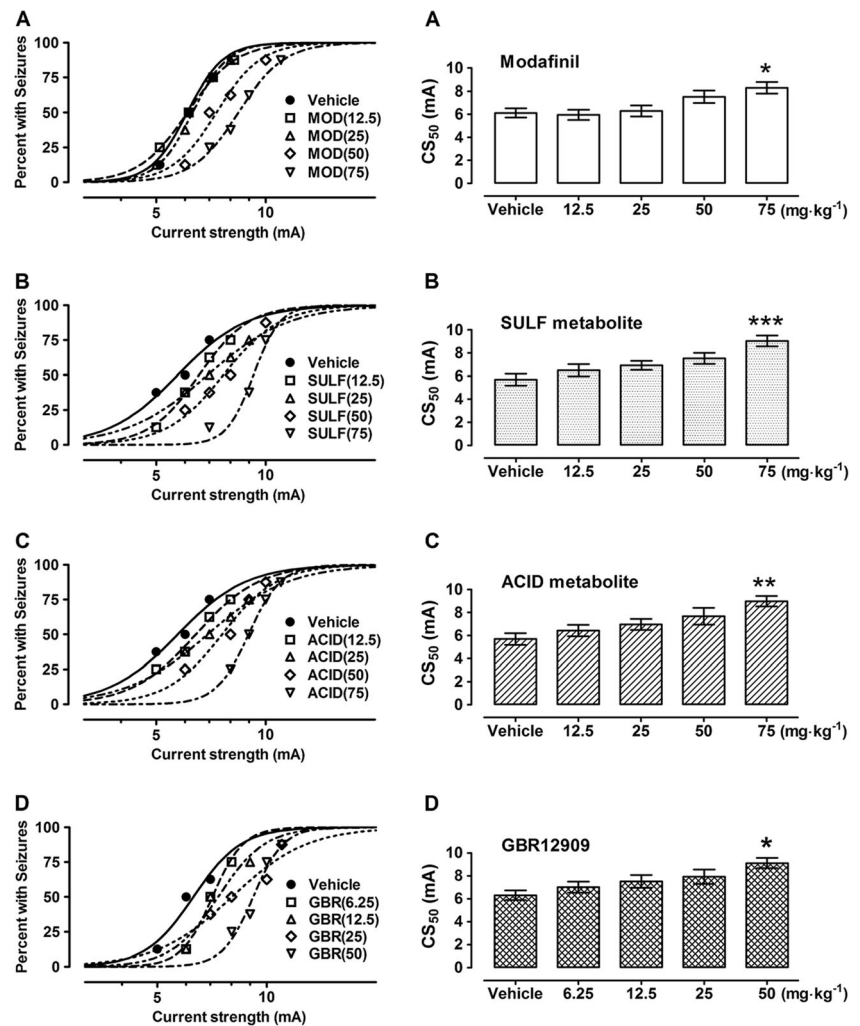 A
Percent with Seizures
100
75
50
25
0
Vehicle
MOD(12.5)
MOD(25)
MOD(50)
MOD(75)
5
10
Current strength (mA)
A
Modafinil
*
CS50 (mA)
10
8
6
4
2
0
Vehicle 12.5 25 50 75 (mg·kg-1)
B
Percent with Seizures
100
75
50
25
0
Vehicle
SULF(12.5)
SULF(25)
SULF(50)
SULF(75)
5
10
Current strength (mA)
B
SULF metabolite
***
CS50 (mA)
10
8
6
4
2
0
Vehicle 12.5 25 50 75 (mg·kg-1)
C
Percent with Seizures
100
75
50
25
0
Vehicle
ACID(12.5)
ACID(25)
ACID(50)
ACID(75)
5
10
Current strength (mA)
C
ACID metabolite
**
CS50 (mA)
10
8
6
4
2
0
Vehicle 12.5 25 50 75 (mg·kg-1)
D
Percent with Seizures
100
75
50
25
0
Vehicle
GBR(6.25)
GBR(12.5)
GBR(25)
GBR(50)
5
10
Current strength (mA)
D
GBR12909
*
CS50 (mA)
10
8
6
4
2
0
Vehicle 6.25 12.5 25 50 (mg·kg-1)